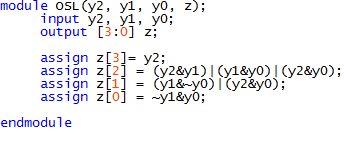 module OSL(y2, y1, y0, z);
input y2, y1, y0;
output [3:0] z;
assign z[3]= y2;
assign z[2] = (y2&y1)|(y1&y0)|(y2&y0);
assign z[1] = (y1&~y0)|(y2&y0);
assign z[0] = ~y1&y0;
endmodule